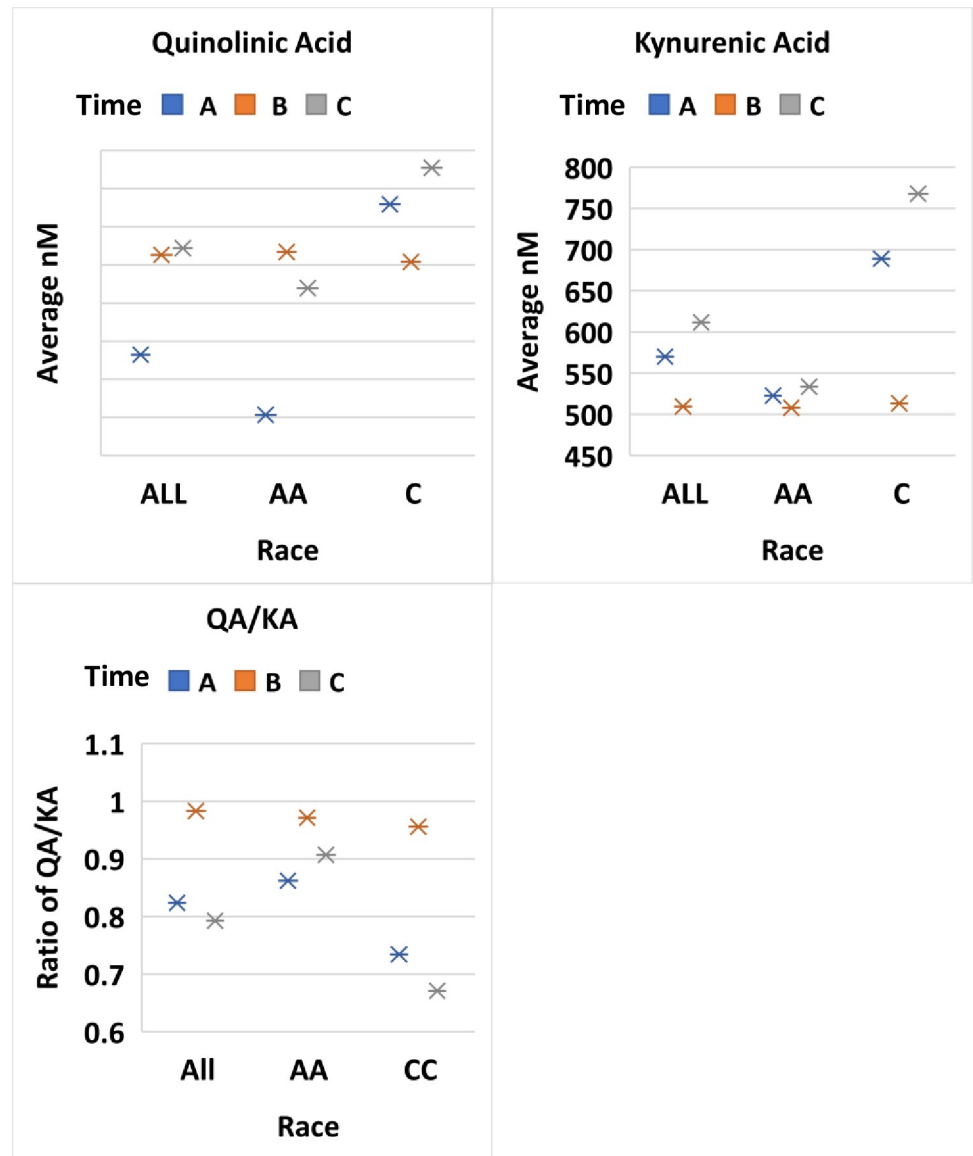 Quinolinic Acid
Time A B C
Average nM
ALL AA C
Race
Kynurenic Acid
Time A B C
Average nM
800
750
700
650
600
550
500
450
ALL AA C
Race
QA/KA
Time A B C
Ratio of QA/KA
1.1
1
0.9
0.8
0.7
0.6
All AA CC
Race